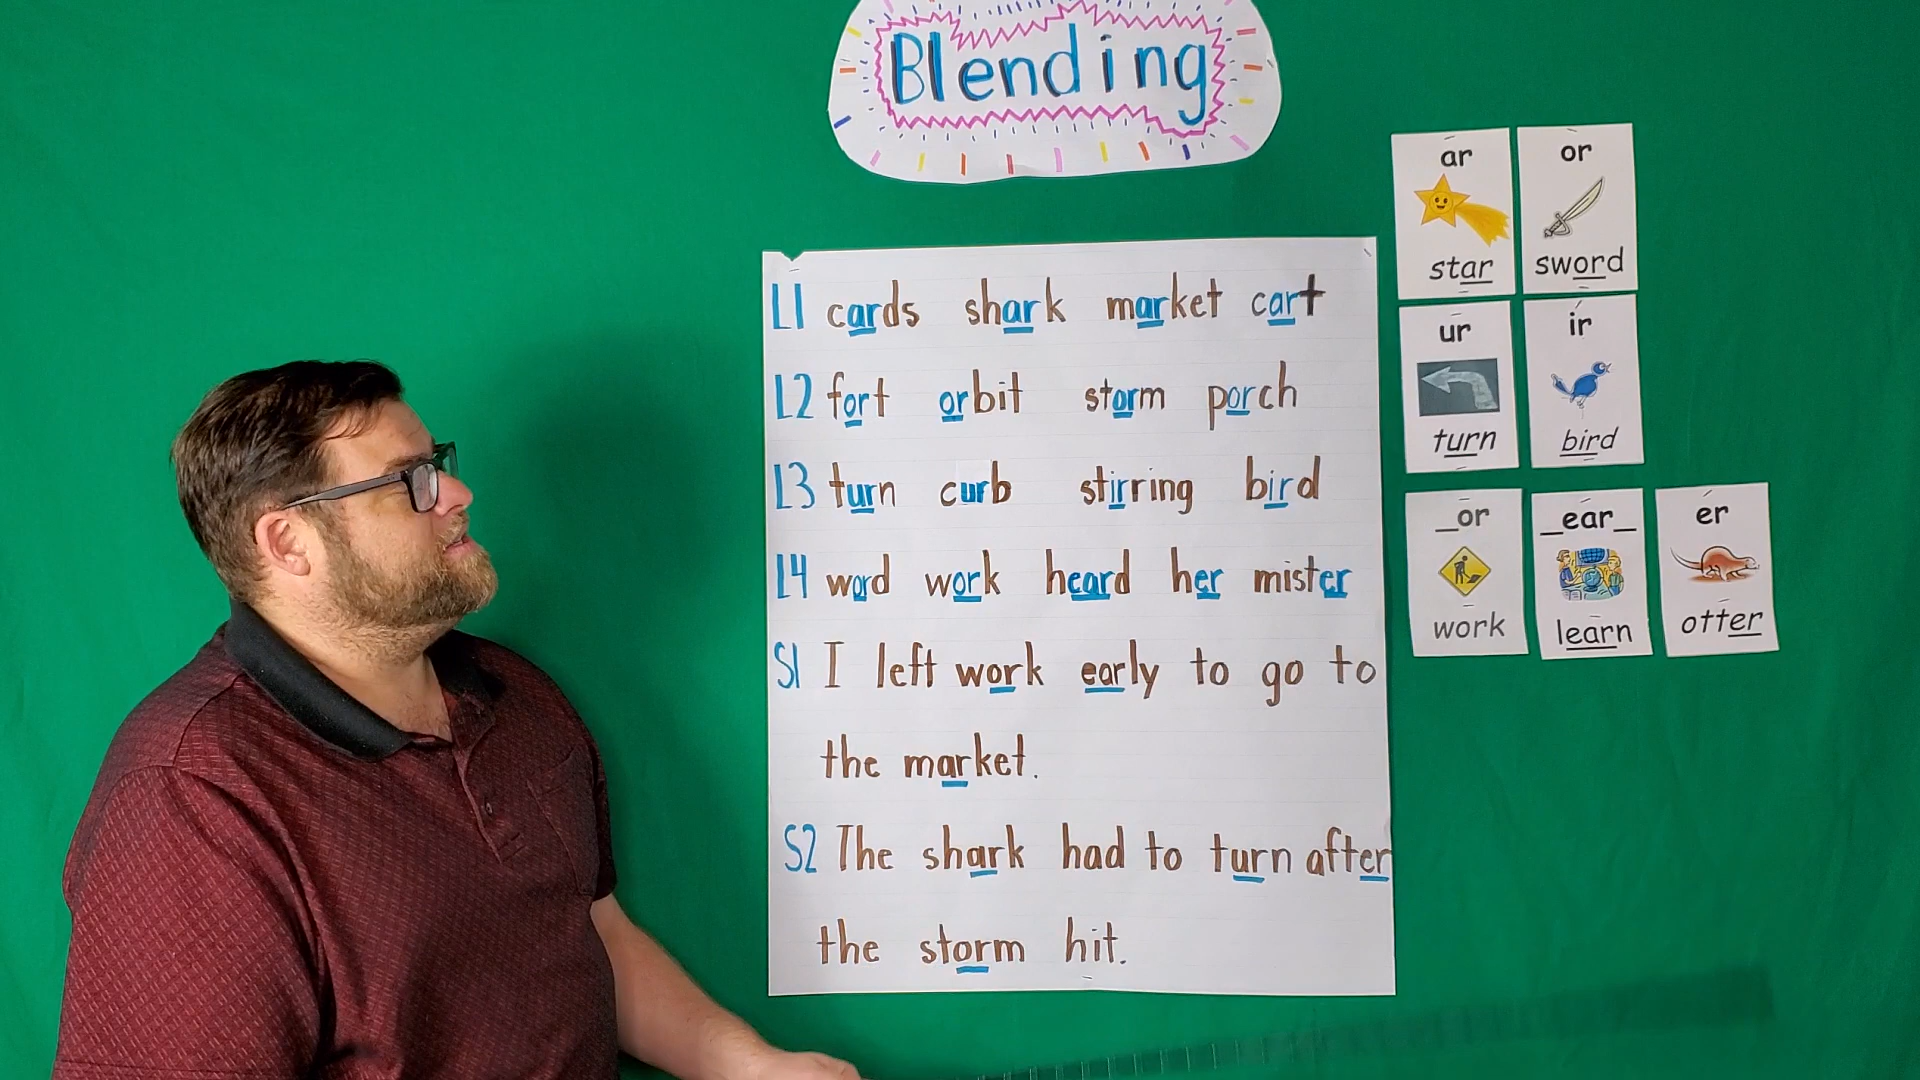 Blending
L1 cards shark market cart
L2 fort orbit storm porch
L3 turn curb stirring bird
L4 word work heard her mister
S1 I left work early to go to
the market.
S2 The shark had to turn after
the storm hit.
ar
star
or
sword
ur
turn
ir
bird
_or
work
_ear_
learn
er
otter